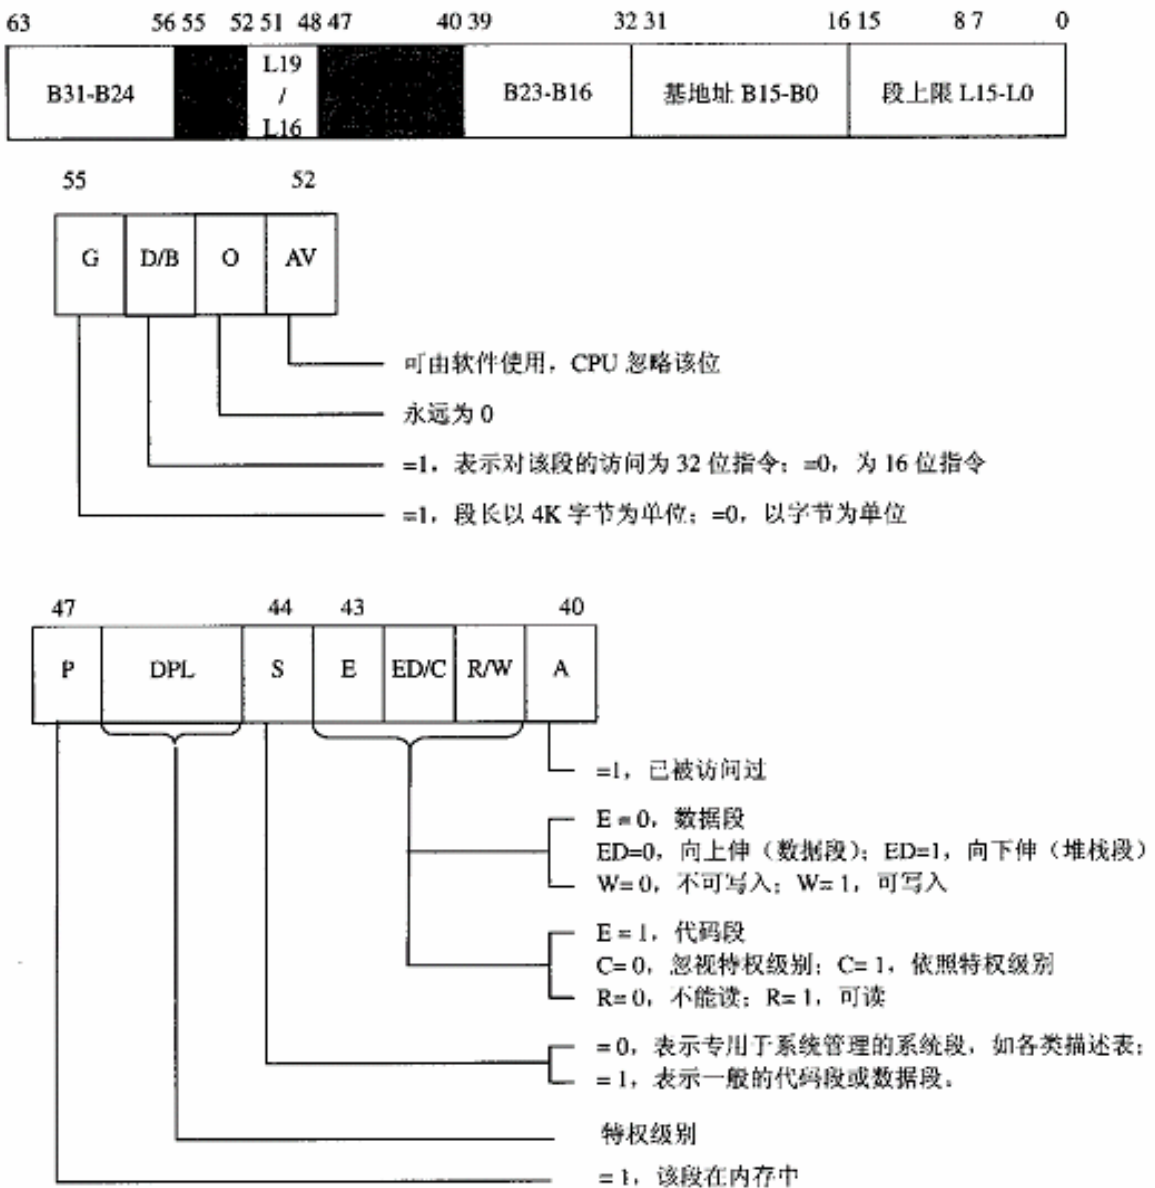 63 56 55 52 51 48 47 40 39 32 31 16 15 8 7 0
B31-B24
L19
/
L16
B23-B16
基地址 B15-B0
段上限 L15-L0
55 52
G D/B O AV
可由软件使用，CPU 忽略该位
永远为 0
=1，表示对该段的访问为 32 位指令；=0，为 16 位指令
=1，段长以 4K 字节为单位；=0，以字节为单位
47 44 43 40
P DPL S E ED/C R/W A
=1，已被访问过
E = 0，数据段
ED=0，向上伸（数据段）；ED=1，向下伸（堆栈段）
W= 0，不可写入；W= 1，可写入
E = 1，代码段
C= 0，忽视特权级别；C= 1，依照特权级别
R= 0，不能读；R= 1，可读
= 0，表示专用于系统管理的系统段，如各类描述表；
= 1，表示一般的代码段或数据段。
特权级别
= 1，该段在内存中